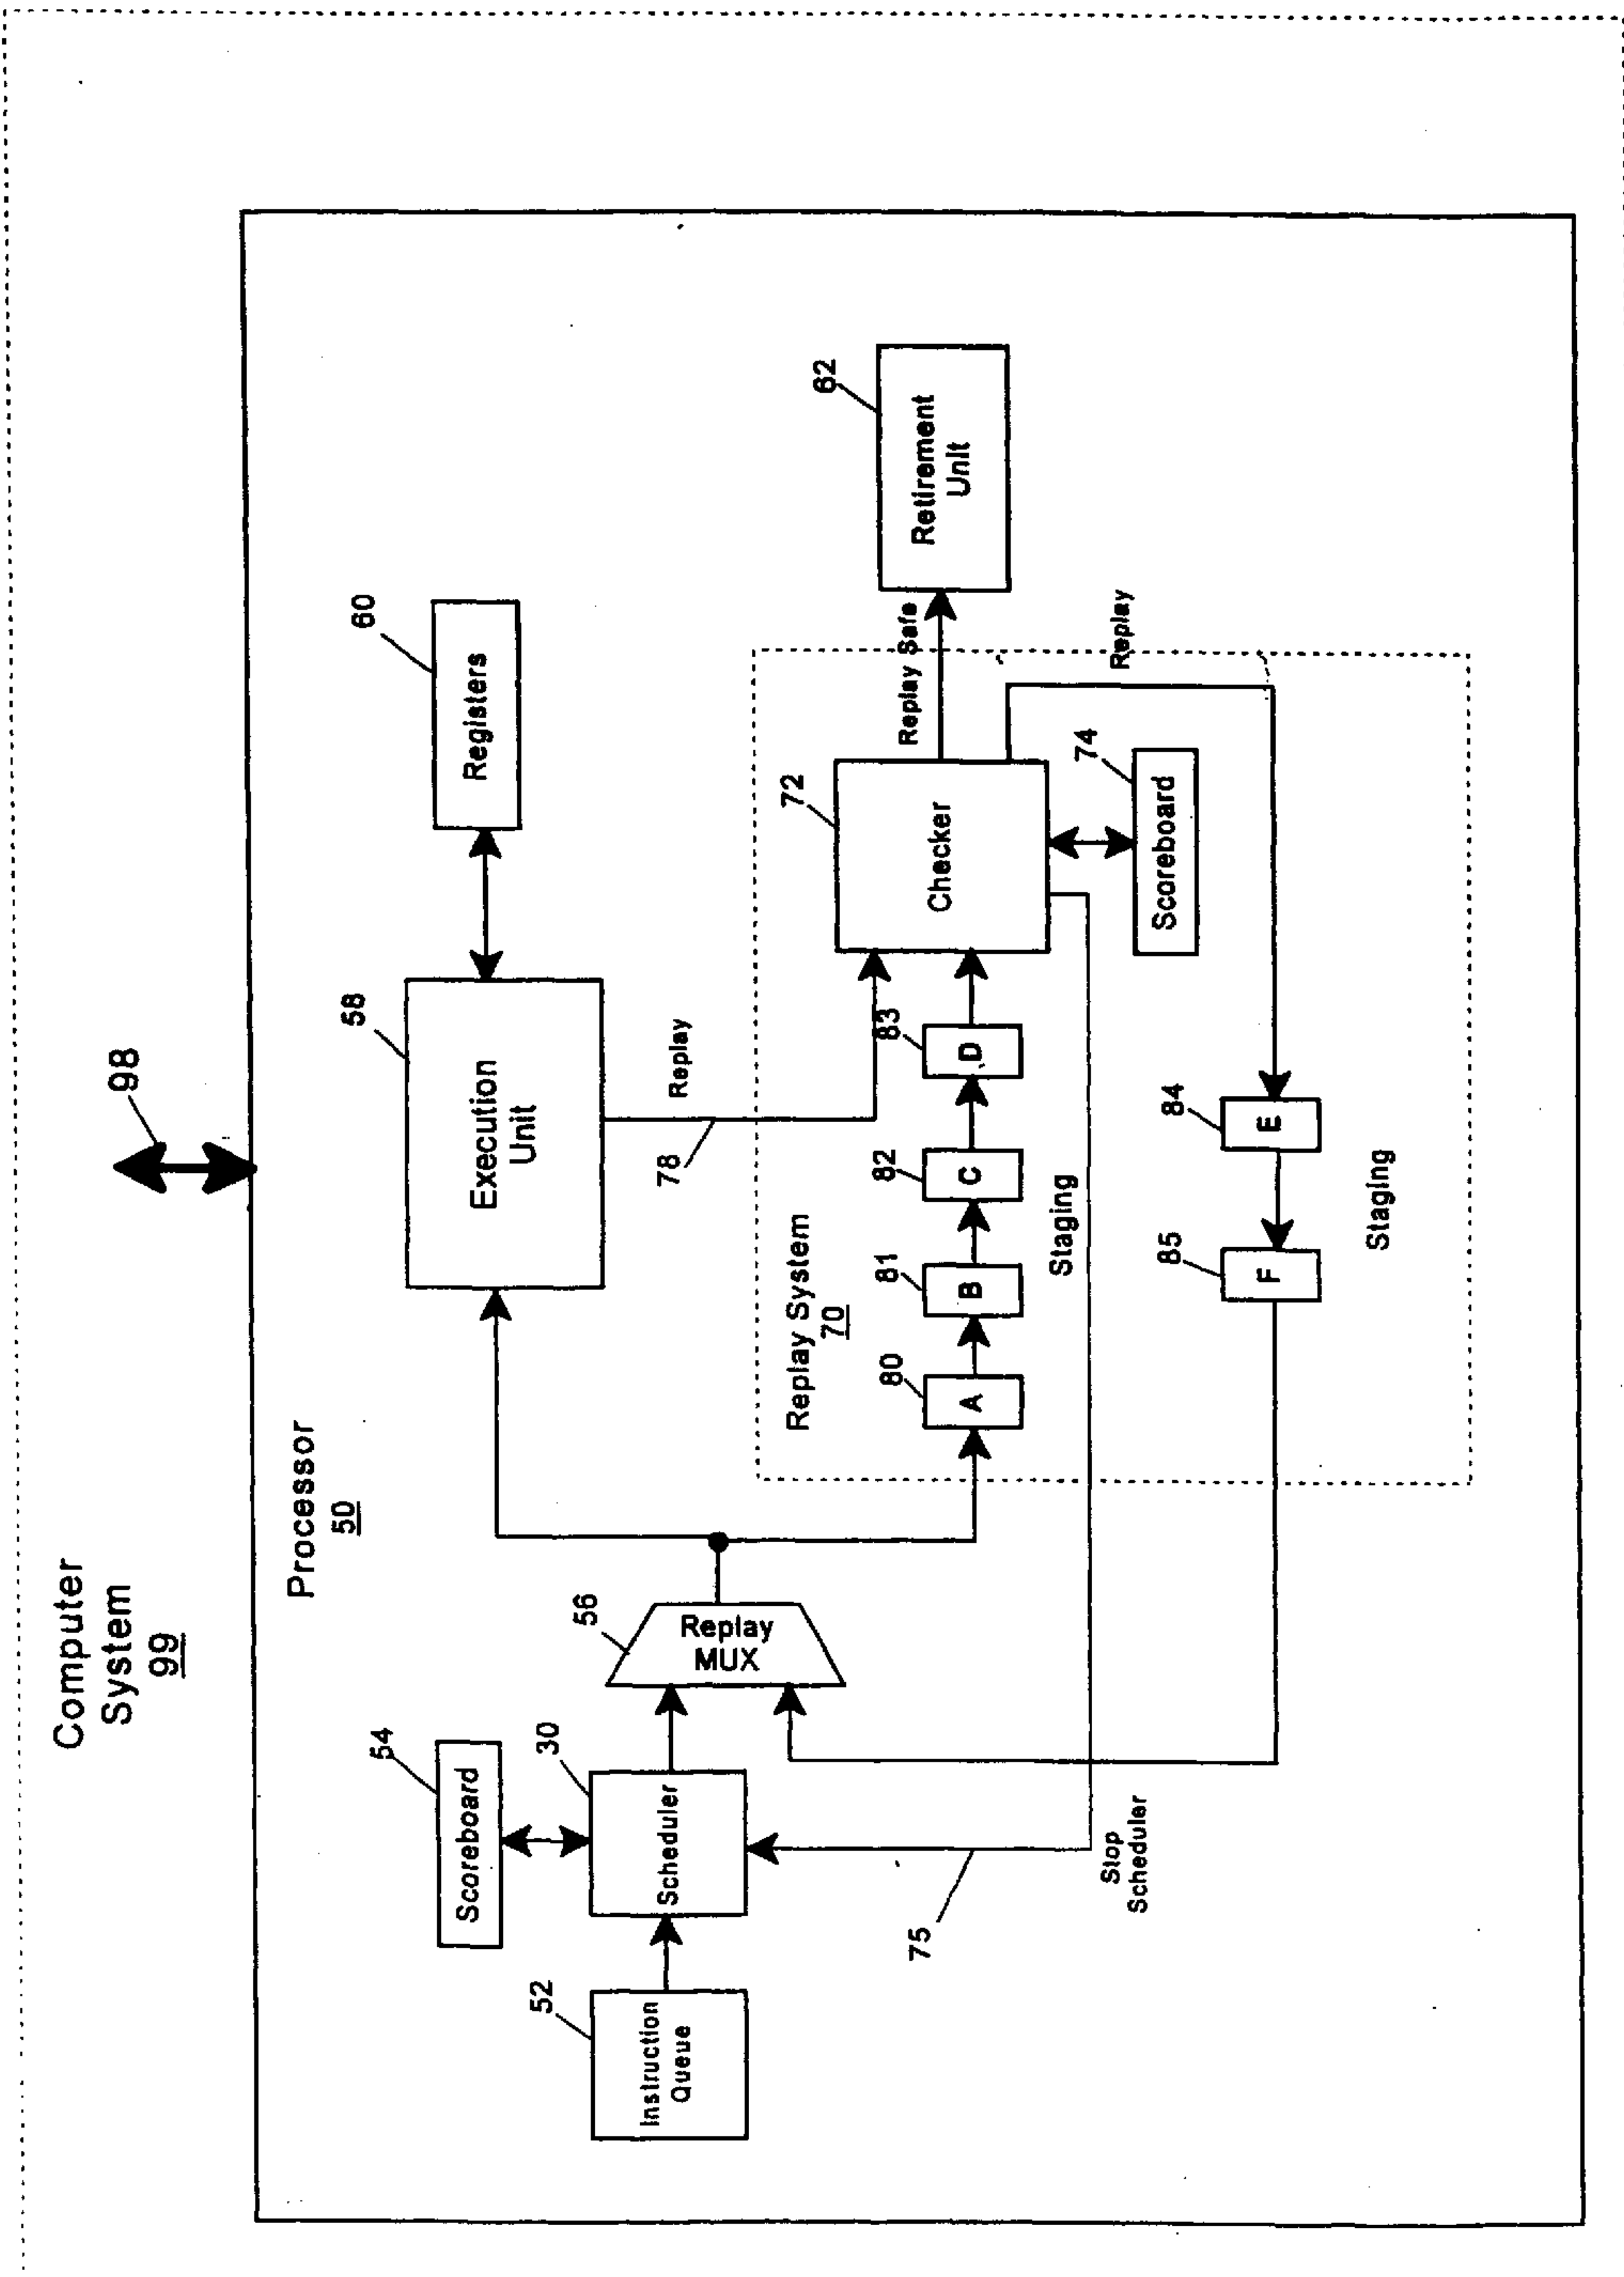 Computer
System
99
98
Processor
50
54
Scoreboard
52
Instruction
Queue
30
Scheduler
56
Replay
MUX
58
Execution
Unit
60
Registers
75
Stop
Scheduler
78
Replay
Replay System
70
80
A
81
B
82
C
83
D
Staging
72
Checker
74
Scoreboard
Replay Safe
62
Retirement
Unit
Replay
84
E
85
F
Staging